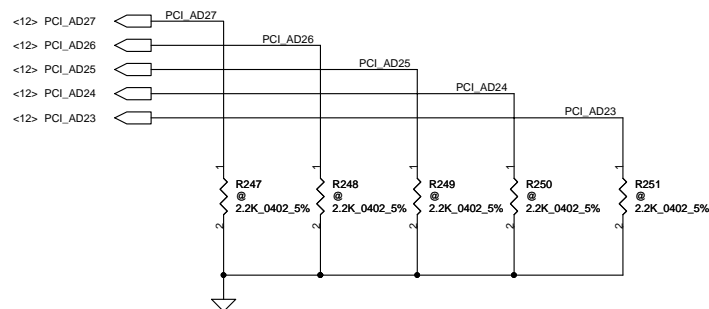 <12> PCI_AD27 PCI_AD27
<12> PCI_AD26 PCI_AD26
<12> PCI_AD25 PCI_AD25
<12> PCI_AD24 PCI_AD24
<12> PCI_AD23 PCI_AD23
1 1 1 1 1
R247 R248 R249 R250 R251
@ @ @ @ @
2.2K_0402_5% 2.2K_0402_5% 2.2K_0402_5% 2.2K_0402_5% 2.2K_0402_5%
2 2 2 2 2